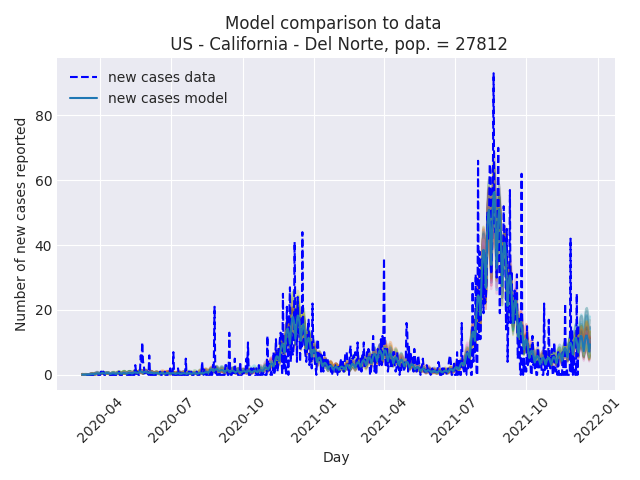 Model comparison to data
US - California - Del Norte, pop. = 27812
new cases data
new cases model
Number of new cases reported
80
60
40
20
0
2020-04
2020-07
2020-10
2021-01
2021-04
2021-07
2021-10
2022-01
Day